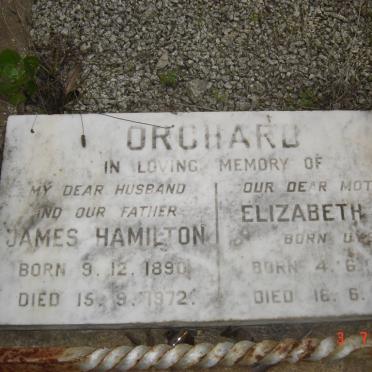 ORCHARD
IN LOVING MEMORY OF
MY DEAR HUSBAND
AND OUR FATHER
JAMES HAMILTON
BORN 9.12.1890
DIED 15.9.1972.
OUR DEAR MOT
ELIZABETH
BORN
BORN 4.6.
DIED 16.6.